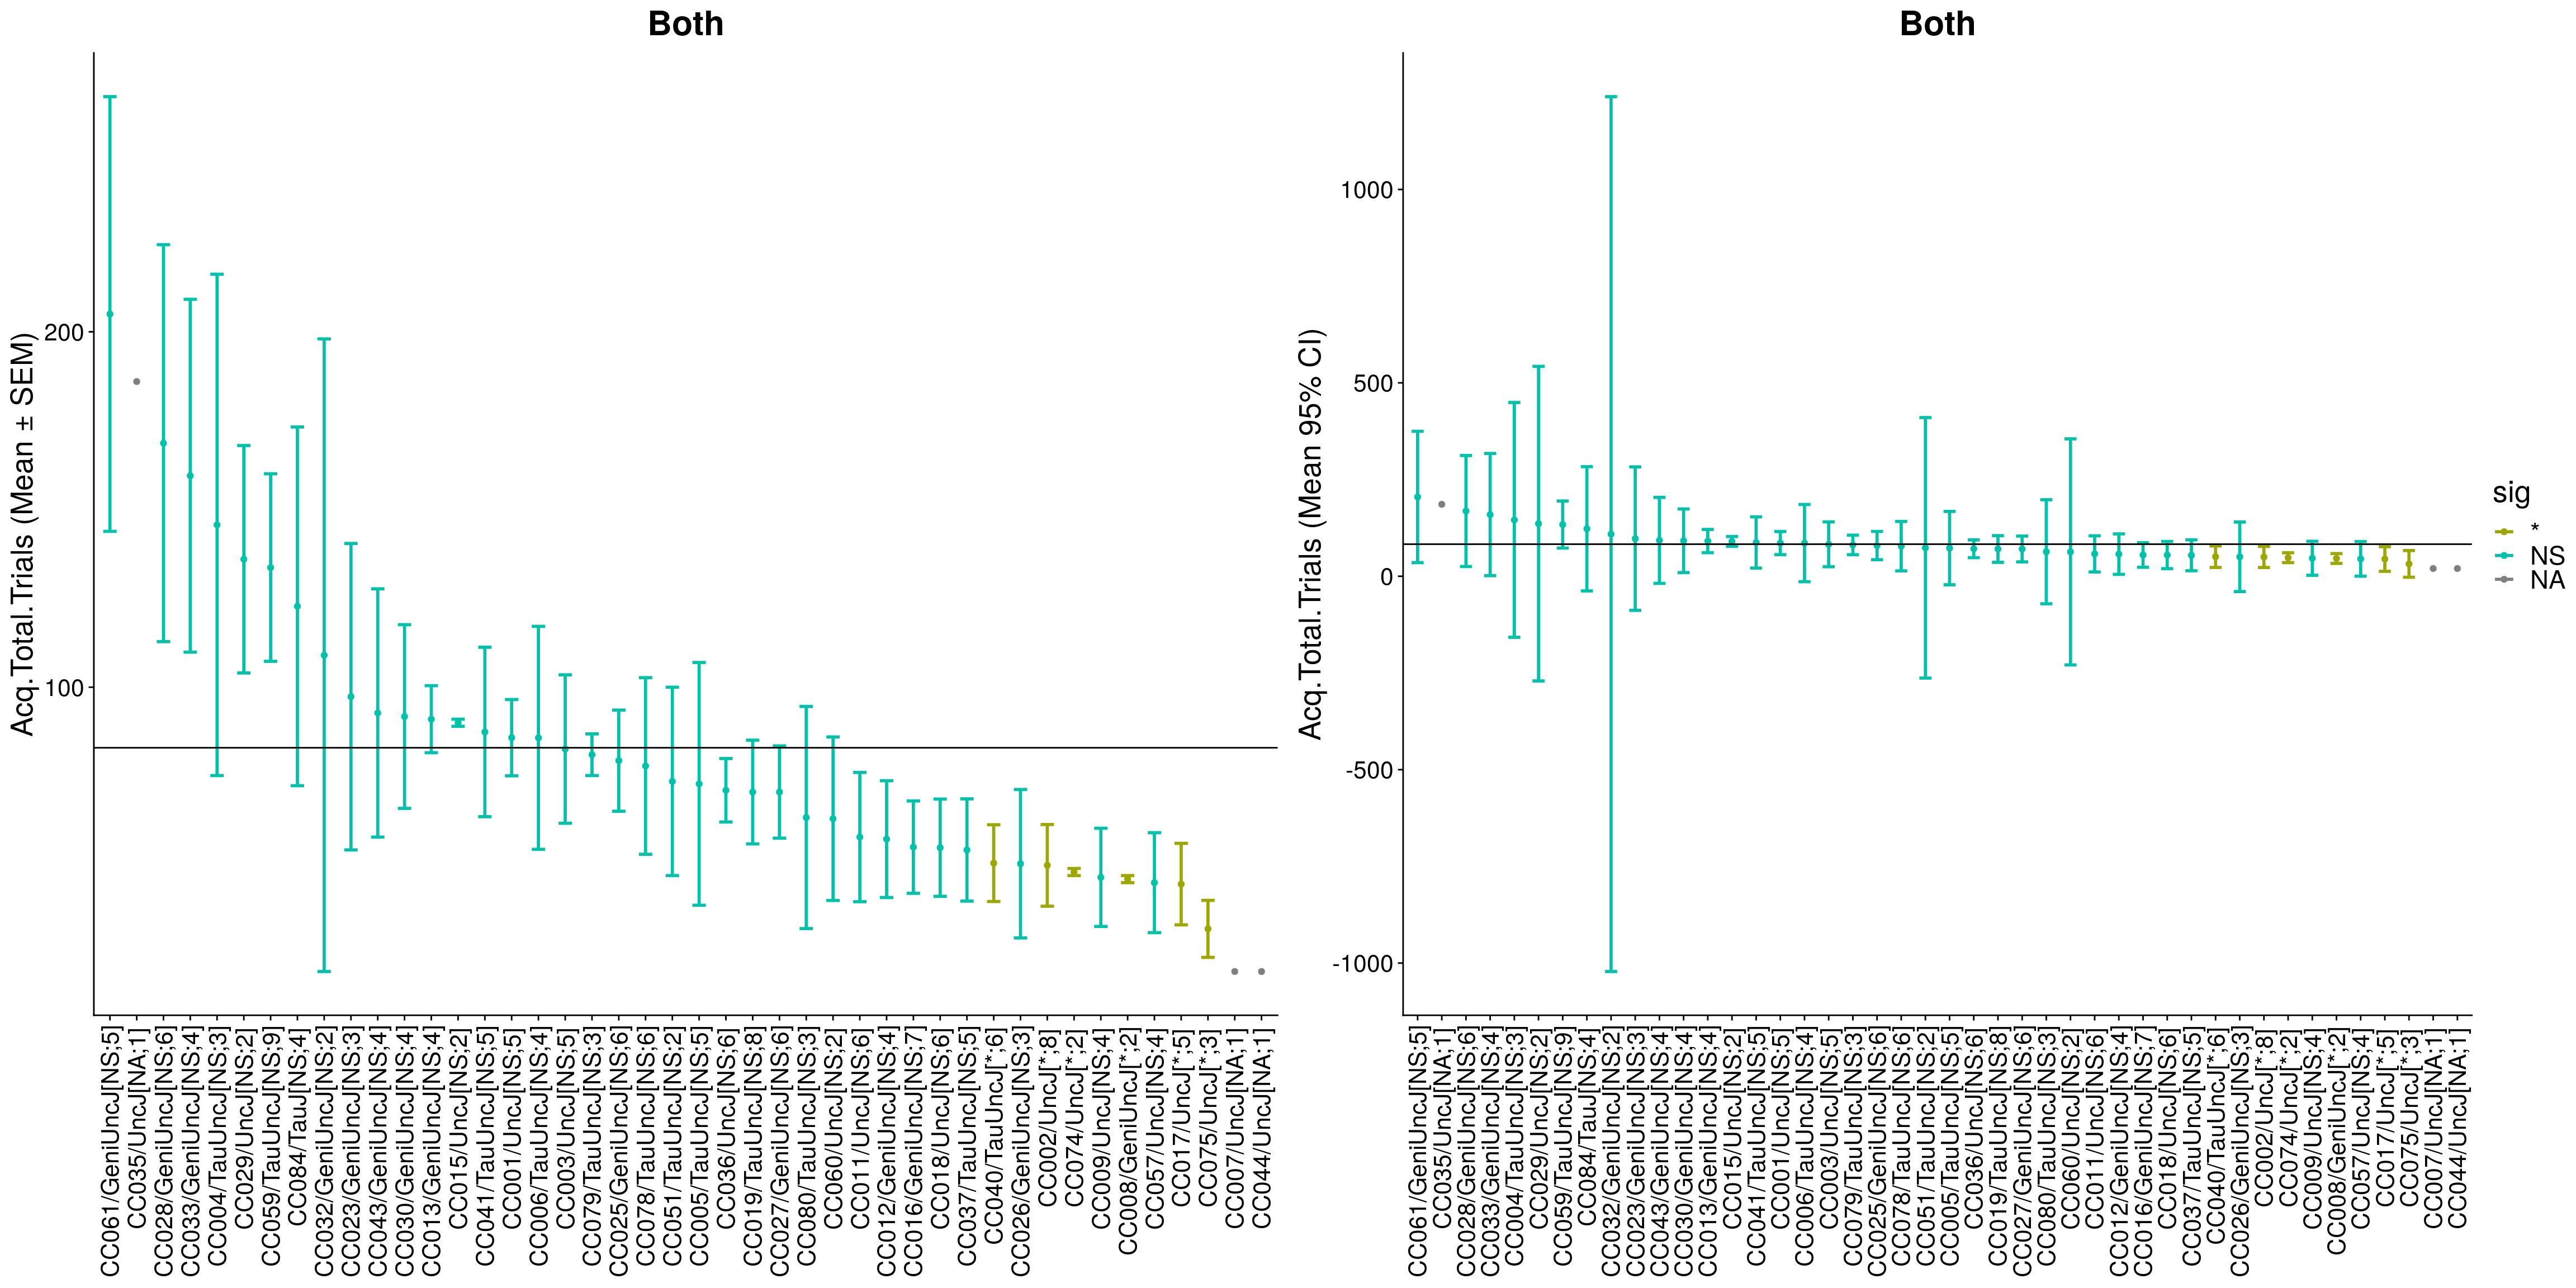 Both
Acq.Total.Trials (Mean ± SEM)
200
100
CC061/GeniUncJ[NS;5]
CC035/UncJ[NA;1]
CC028/GeniUncJ[NS;6]
CC033/GeniUncJ[NS;4]
CC004/TauUncJ[NS;3]
CC029/UncJ[NS;2]
CC059/TauUncJ[NS;9]
CC084/TauJ[NS;4]
CC032/GeniUncJ[NS;2]
CC023/GeniUncJ[NS;3]
CC043/GeniUncJ[NS;4]
CC030/GeniUncJ[NS;4]
CC013/GeniUncJ[NS;4]
CC015/UncJ[NS;2]
CC041/TauUncJ[NS;5]
CC001/UncJ[NS;5]
CC006/TauUncJ[NS;4]
CC003/UncJ[NS;5]
CC079/TauUncJ[NS;3]
CC025/GeniUncJ[NS;6]
CC078/TauUncJ[NS;6]
CC051/TauUncJ[NS;2]
CC005/TauUncJ[NS;5]
CC036/UncJ[NS;6]
CC019/TauUncJ[NS;8]
CC027/GeniUncJ[NS;6]
CC080/TauUncJ[NS;3]
CC060/UncJ[NS;2]
CC011/UncJ[NS;6]
CC012/GeniUncJ[NS;4]
CC016/GeniUncJ[NS;7]
CC018/UncJ[NS;6]
CC037/TauUncJ[NS;5]
CC040/TauUncJ[*;6]
CC026/GeniUncJ[NS;3]
CC002/UncJ[*;8]
CC074/UncJ[*;2]
CC009/UncJ[NS;4]
CC008/GeniUncJ[*;2]
CC057/UncJ[NS;4]
CC017/UncJ[*;5]
CC075/UncJ[*;3]
CC007/UncJ[NA;1]
CC044/UncJ[NA;1]
Both
Acq.Total.Trials (Mean 95% CI)
1000
500
0
-500
-1000
CC061/GeniUncJ[NS;5]
CC035/UncJ[NA;1]
CC028/GeniUncJ[NS;6]
CC033/GeniUncJ[NS;4]
CC004/TauUncJ[NS;3]
CC029/UncJ[NS;2]
CC059/TauUncJ[NS;9]
CC084/TauJ[NS;4]
CC032/GeniUncJ[NS;2]
CC023/GeniUncJ[NS;3]
CC043/GeniUncJ[NS;4]
CC030/GeniUncJ[NS;4]
CC013/GeniUncJ[NS;4]
CC015/UncJ[NS;2]
CC041/TauUncJ[NS;5]
CC001/UncJ[NS;5]
CC006/TauUncJ[NS;4]
CC003/UncJ[NS;5]
CC079/TauUncJ[NS;3]
CC025/GeniUncJ[NS;6]
CC078/TauUncJ[NS;6]
CC051/TauUncJ[NS;2]
CC005/TauUncJ[NS;5]
CC036/UncJ[NS;6]
CC019/TauUncJ[NS;8]
CC027/GeniUncJ[NS;6]
CC080/TauUncJ[NS;3]
CC060/UncJ[NS;2]
CC011/UncJ[NS;6]
CC012/GeniUncJ[NS;4]
CC016/GeniUncJ[NS;7]
CC018/UncJ[NS;6]
CC037/TauUncJ[NS;5]
CC040/TauUncJ[*;6]
CC026/GeniUncJ[NS;3]
CC002/UncJ[*;8]
CC074/UncJ[*;2]
CC009/UncJ[NS;4]
CC008/GeniUncJ[*;2]
CC057/UncJ[NS;4]
CC017/UncJ[*;5]
CC075/UncJ[*;3]
CC007/UncJ[NA;1]
CC044/UncJ[NA;1]
sig
*
NS
NA